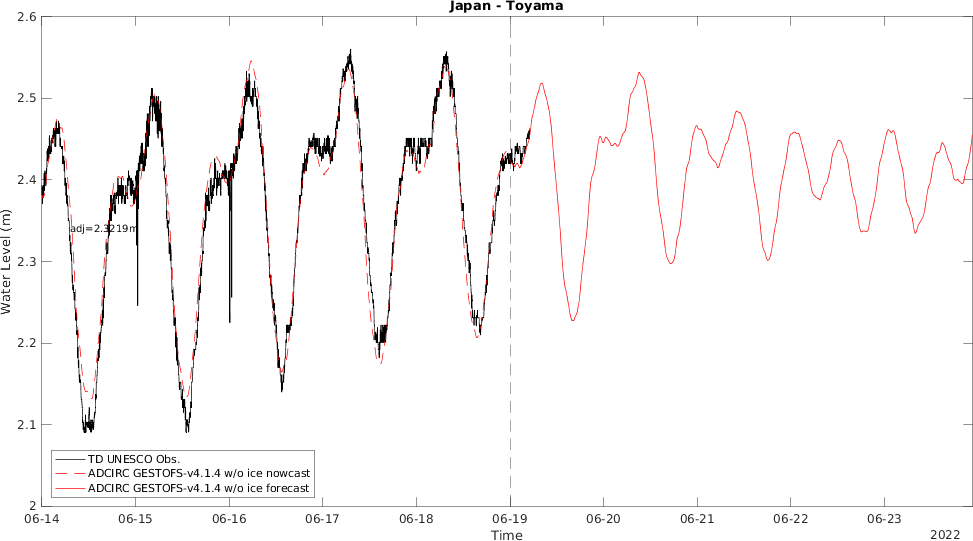 Japan - Toyama
2.6
2.5
2.4
2.3
2.2
2.1
2
Water Level (m)
adj=2.3219m
TD UNESCO Obs.
ADCIRC GESTOFS-v4.1.4 w/o ice nowcast
ADCIRC GESTOFS-v4.1.4 w/o ice forecast
06-14 06-15 06-16 06-17 06-18 06-19 06-20 06-21 06-22 06-23
Time
2022